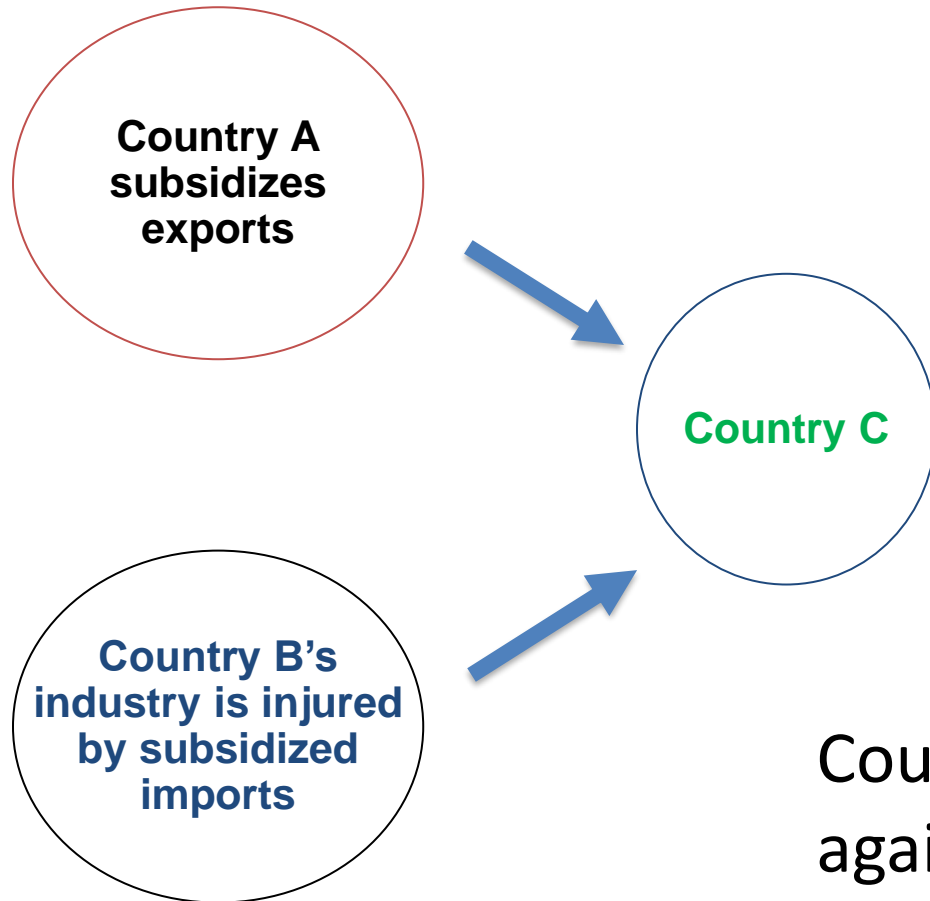 Country A
subsidizes
exports
Country C
Country B’s
industry is injured
by subsidized
imports